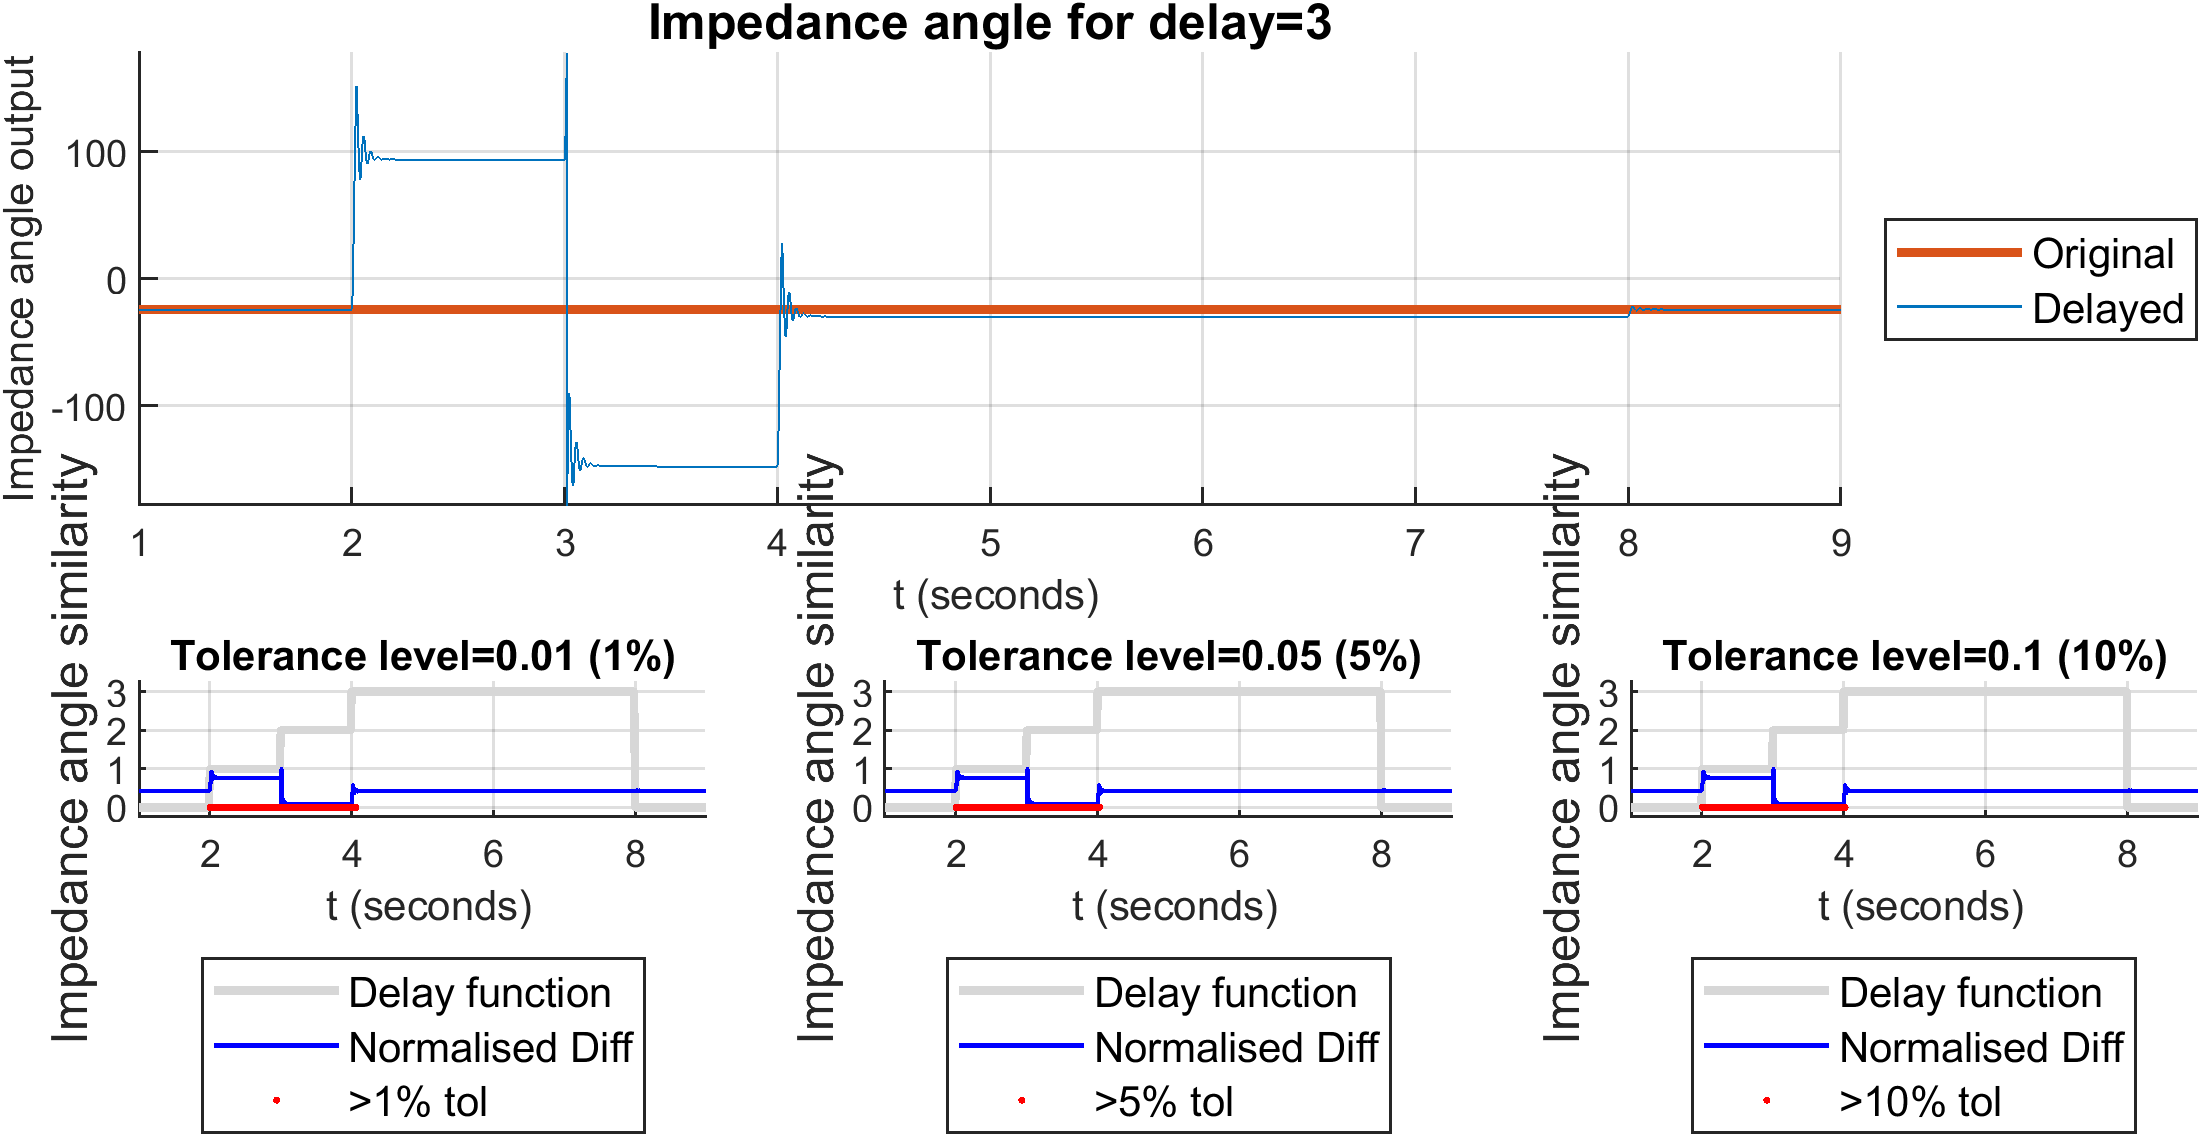 Impedance angle for delay=3
Impedance angle output
100
0
-100
1 2 3 4 5 6 7 8 9
t (seconds)
Original
Delayed
Tolerance level=0.01 (1%)
Impedance angle similarity
3
2
1
0
2 4 6 8
t (seconds)
Delay function
Normalised Diff
>1% tol
Tolerance level=0.05 (5%)
Impedance angle similarity
3
2
1
0
2 4 6 8
t (seconds)
Delay function
Normalised Diff
>5% tol
Tolerance level=0.1 (10%)
Impedance angle similarity
3
2
1
0
2 4 6 8
t (seconds)
Delay function
Normalised Diff
>10% tol